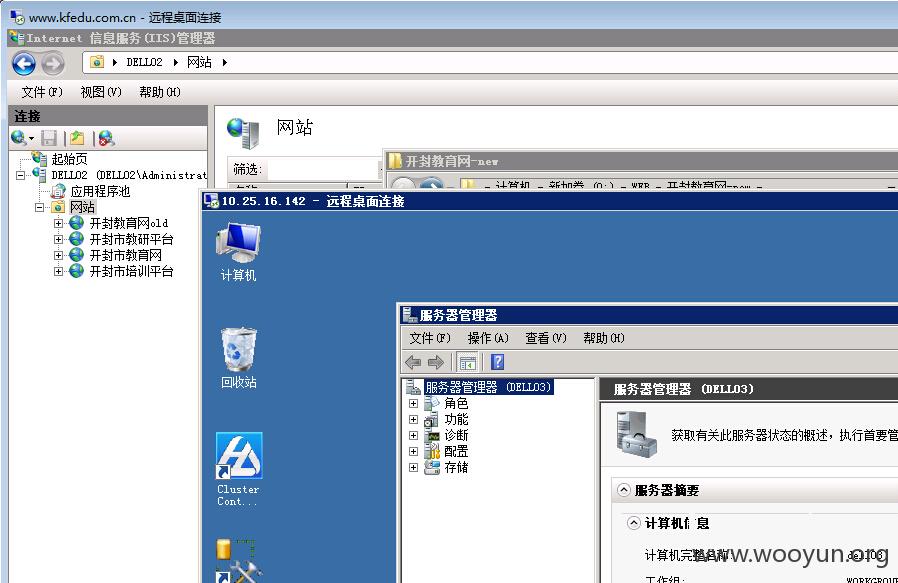 www.kfedu.com.cn - 远程桌面连接
Internet 信息服务(IIS)管理器
DELL02 网站
文件(F) 视图(V) 帮助(H)
连接
网站
起始页
筛选:
开封教育网-new
DELL02 (DELL02\Administrat
计算机 新加卷 WEB 开封教育网-new
应用程序池
10.25.16.142 - 远程桌面连接
网站
开封教育网old
开封市教研平台
开封市教育网
开封市培训平台
计算机
回收站
Cluster
Cont...
服务器管理器
文件(F) 操作(A) 查看(V) 帮助(H)
服务器管理器 (DELL03)
角色
功能
诊断
配置
存储
服务器管理器 (DELL03)
获取有关此服务器状态的概述，执行首要管
服务器摘要
计算机信息
计算机完整名称: dell03
www.wooyun.org
工作组: WORKGROU